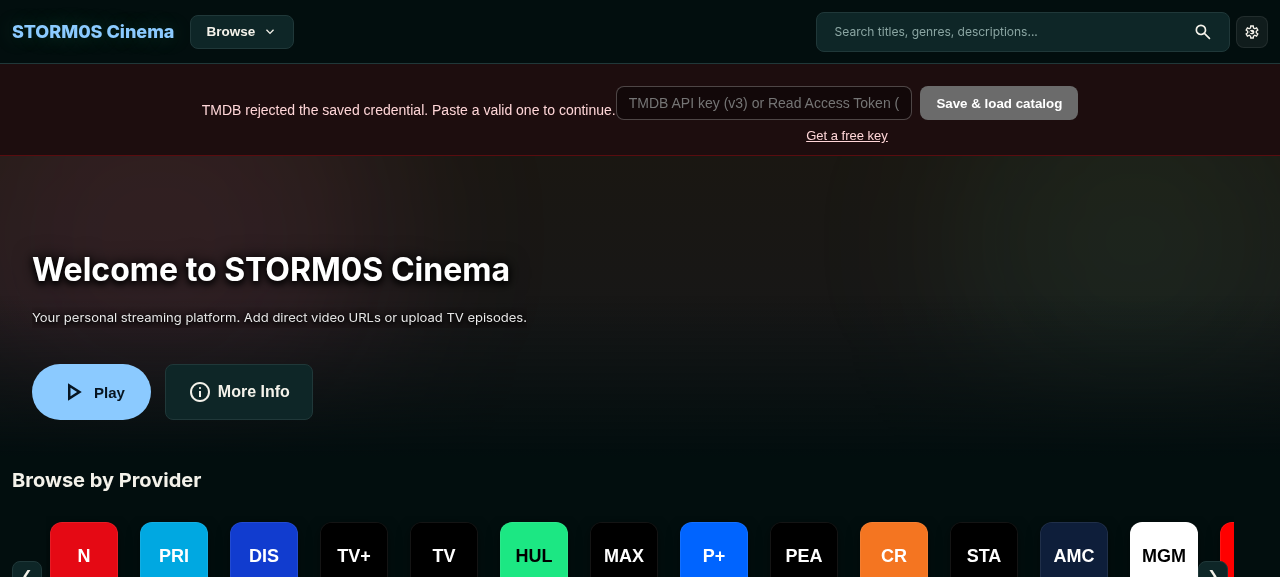 STORM0S Cinema
Browse
Search titles, genres, descriptions...
TMDB rejected the saved credential. Paste a valid one to continue.
TMDB API key (v3) or Read Access Token (
Save & load catalog
Get a free key
Welcome to STORM0S Cinema
Your personal streaming platform. Add direct video URLs or upload TV episodes.
Play
More Info
Browse by Provider
N
PRI
DIS
TV+
TV
HUL
MAX
P+
PEA
CR
STA
AMC
MGM